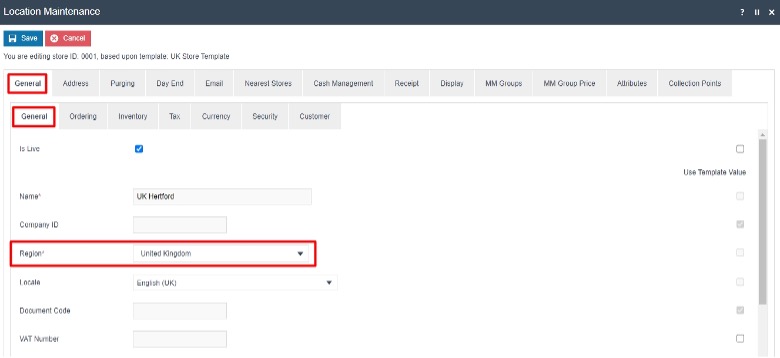 Location Maintenance ? II ×
Save Cancel
You are editing store ID: 0001, based upon template: UK Store Template
General Address Purging Day End Email Nearest Stores Cash Management Receipt Display MM Groups MM Group Price Attributes Collection Points
General Ordering Inventory Tax Currency Security Customer
Is Live
Use Template Value
Name* UK Hertford
Company ID
Region* United Kingdom
Locale English (UK)
Document Code
VAT Number